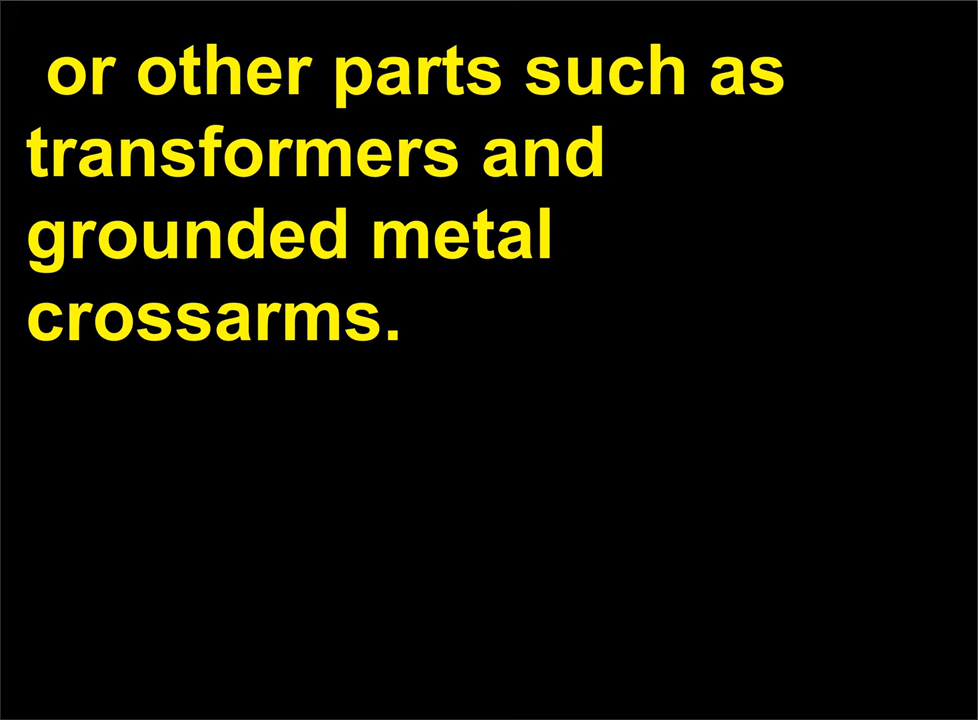 or other parts such as
transformers and
grounded metal
crossarms.